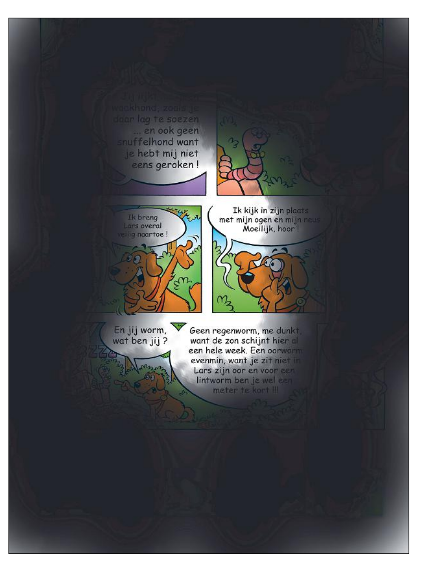 waakhond, zoals je
daar lag te soezen
... en ook geen
snuffelhond want
je hebt mij niet
eens geroken !
Ik breng
Lars overal
veilig naartoe !
Ik kijk in zijn plaats
met mijn ogen en mijn neus.
Moeilijk, hoor !
En jij worm,
wat ben jij ?
Geen regenworm, me dunkt,
want de zon schijnt hier al
een hele week. Een oorworm
evenmin, want je zit niet in
Lars zijn oor en voor een
lintworm ben je wel een
meter te kort !!!